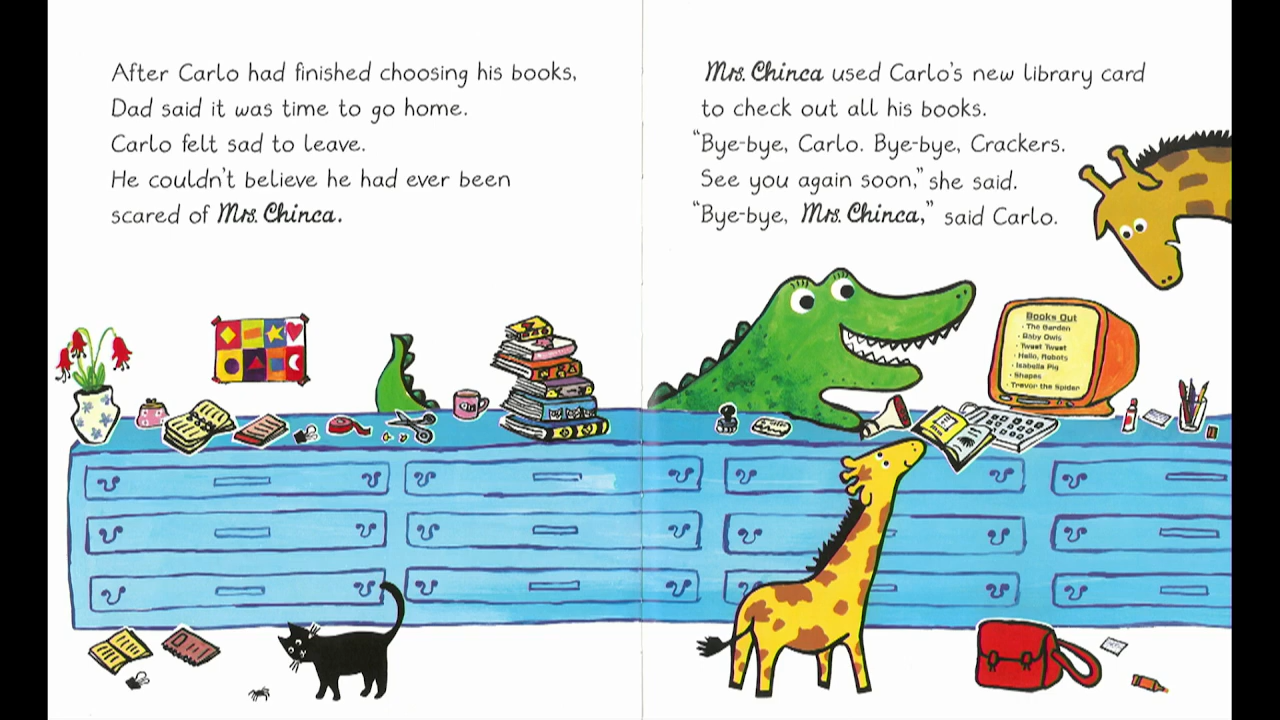 After Carlo had finished choosing his books,
Dad said it was time to go home.
Carlo felt sad to leave.
He couldn't believe he had ever been
scared of Mrs. Chinca.
Mrs. Chinca used Carlo's new library card
to check out all his books.
“Bye-bye, Carlo. Bye-bye, Crackers.
See you again soon,” she said.
“Bye-bye, Mrs. Chinca,” said Carlo.
Books Out
· The Garden
· Baby Owls
· Tweet Tweet
· Hello, Robots
· Isabella Pig
· Shapes
· Trevor the Spider